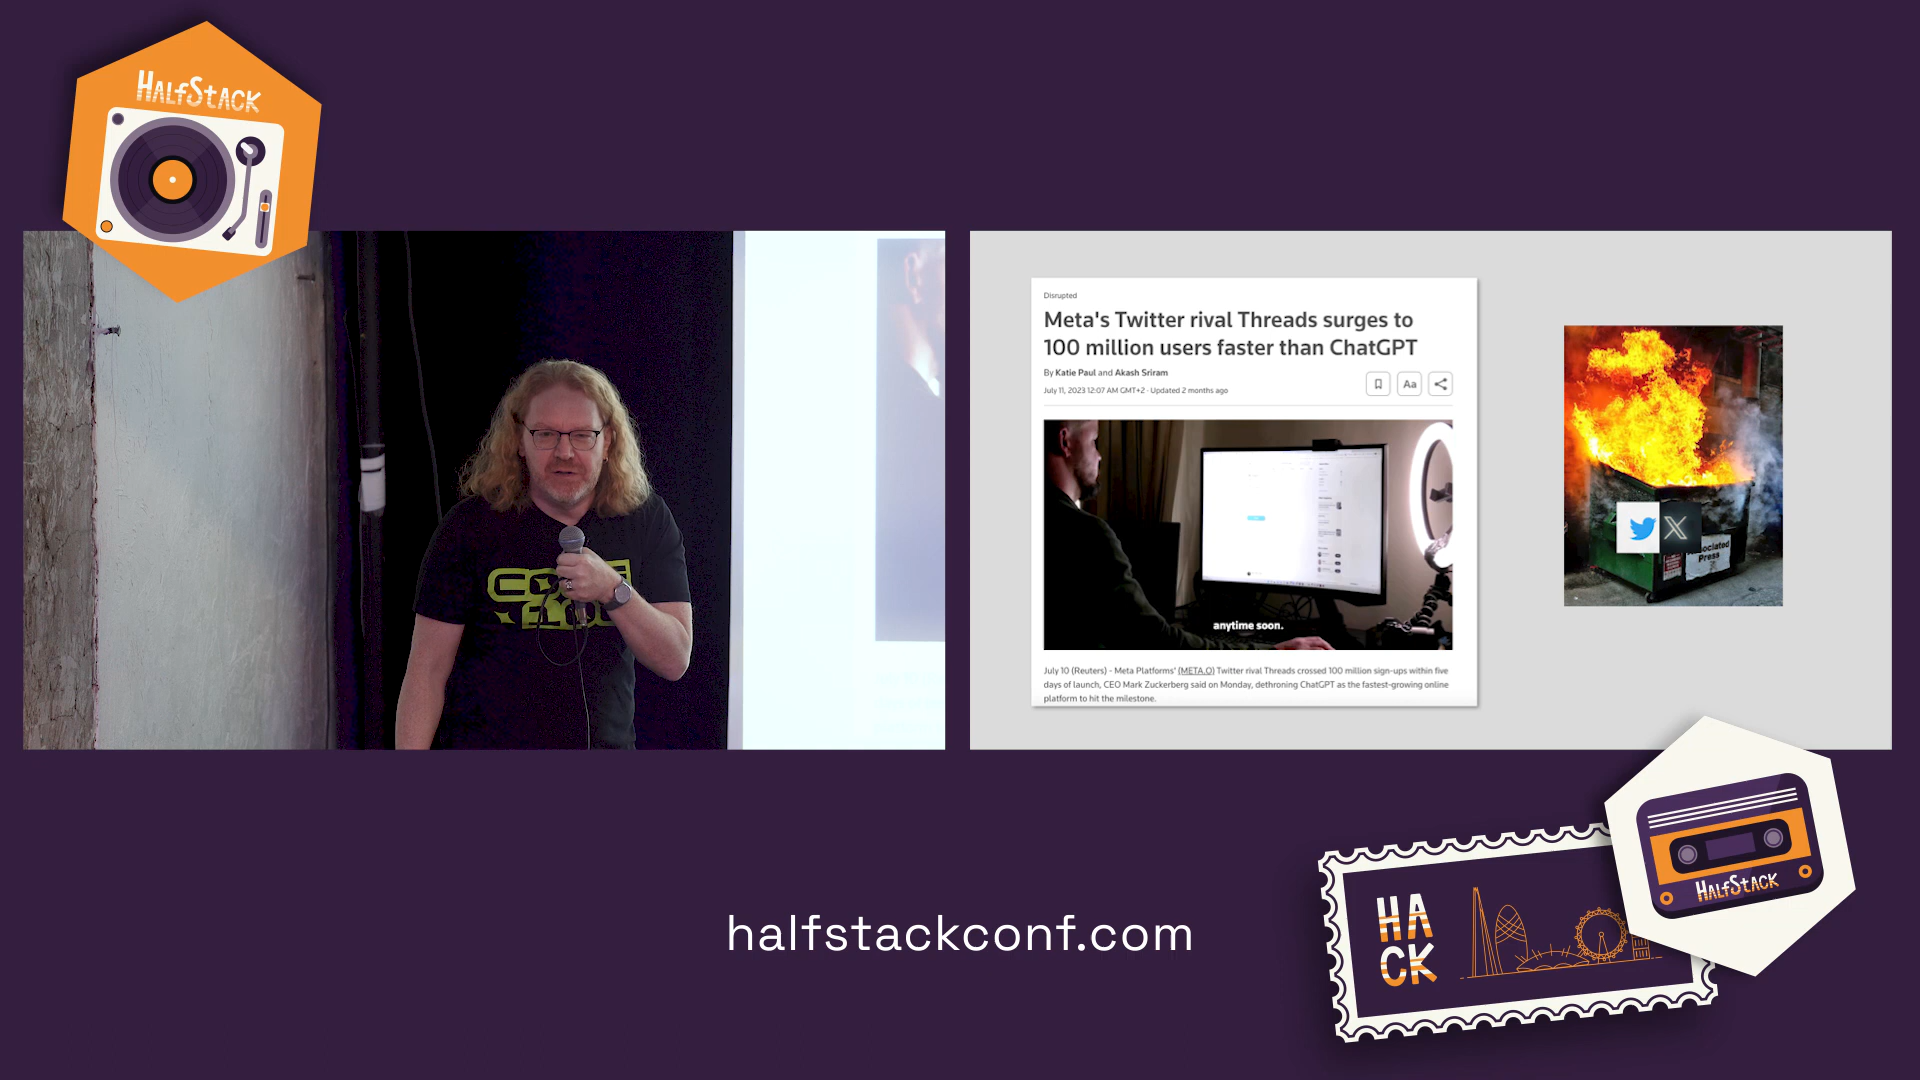 HALFSTACK
Disrupted
Meta's Twitter rival Threads surges to
100 million users faster than ChatGPT
By Katie Paul and Akash Sriram
July 11, 2023 12:07 AM GMT+2 · Updated 2 months ago
Aa
anytime soon.
July 10 (Reuters) - Meta Platforms' (META.O) Twitter rival Threads crossed 100 million sign-ups within five
days of launch, CEO Mark Zuckerberg said on Monday, dethroning ChatGPT as the fastest-growing online
platform to hit the milestone.
X
Press
halfstackconf.com
HA
CK
HALFSTACK